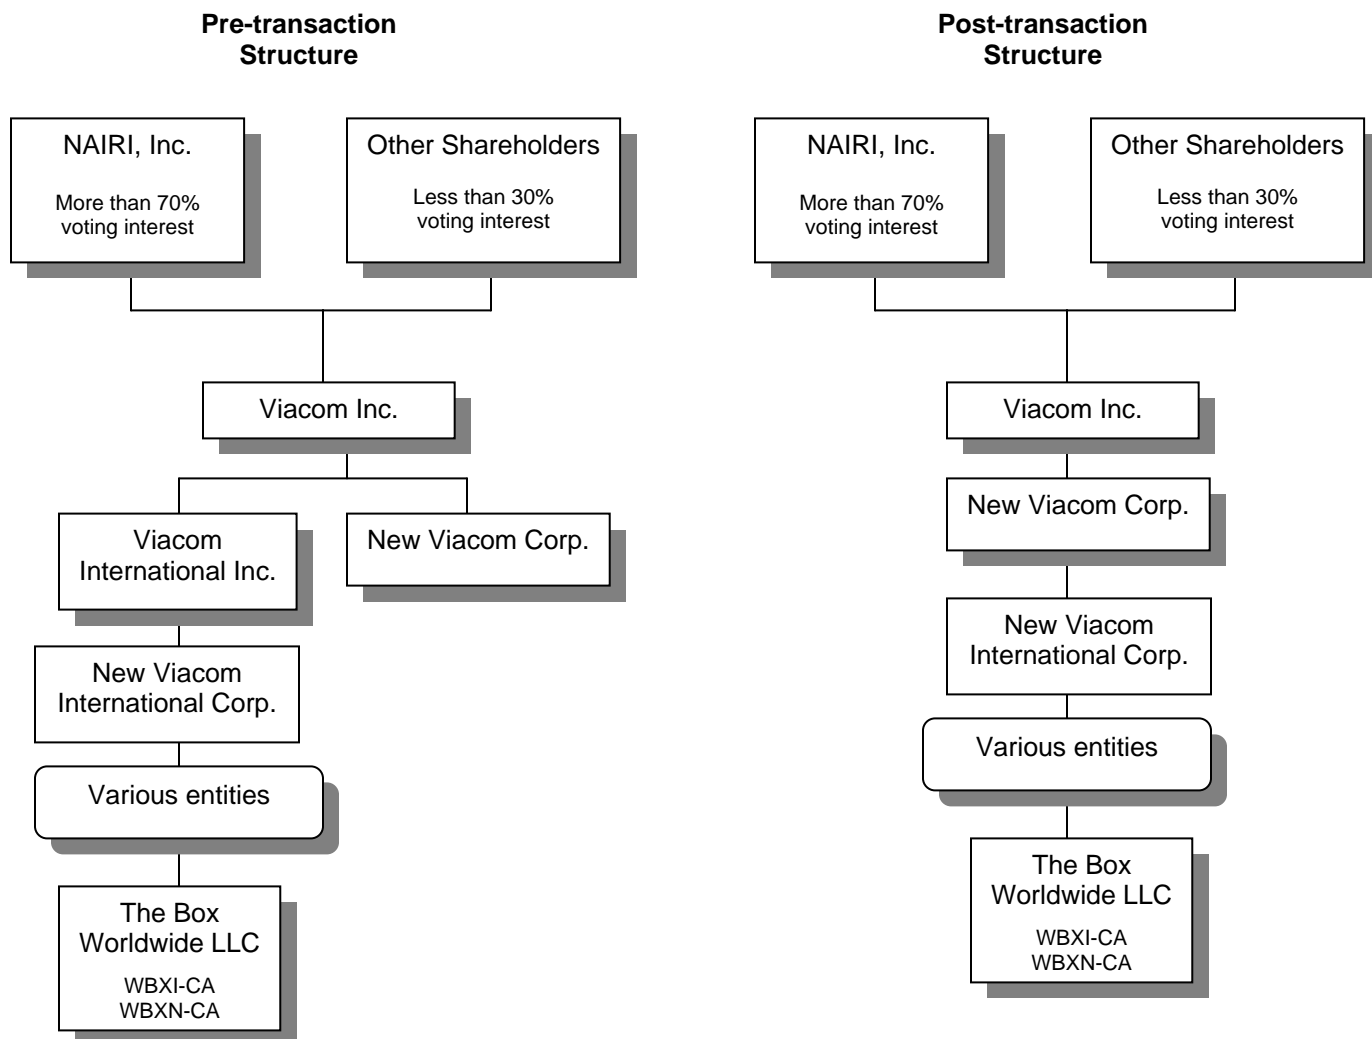 Pre-transaction
Structure
NAIRI, Inc.
More than 70%
voting interest
Other Shareholders
Less than 30%
voting interest
Viacom Inc.
Viacom
International Inc.
New Viacom Corp.
New Viacom
International Corp.
Various entities
The Box
Worldwide LLC
WBXI-CA
WBXN-CA
Post-transaction
Structure
NAIRI, Inc.
More than 70%
voting interest
Other Shareholders
Less than 30%
voting interest
Viacom Inc.
New Viacom Corp.
New Viacom
International Corp.
Various entities
The Box
Worldwide LLC
WBXI-CA
WBXN-CA